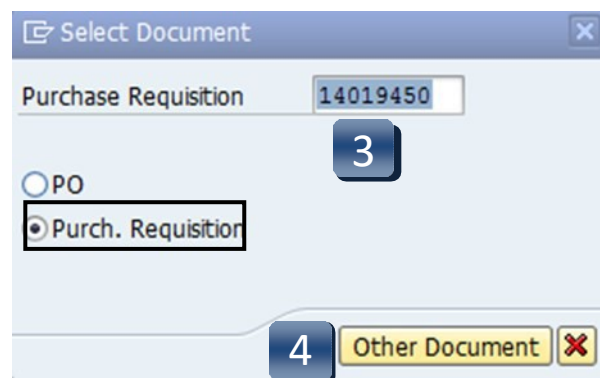 Select Document
Purchase Requisition 14019450
3
PO
Purch. Requisition
4 Other Document